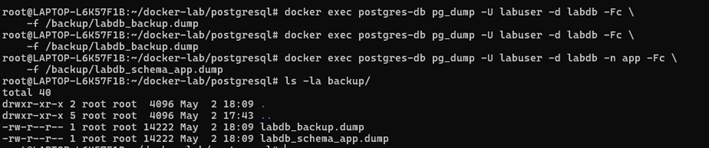 root@LAPTOP-L6K57F1B:~/docker-lab/postgresql# docker exec postgres-db pg_dump -U labuser -d labdb -Fc \
    -f /backup/labdb_backup.dump
root@LAPTOP-L6K57F1B:~/docker-lab/postgresql# docker exec postgres-db pg_dump -U labuser -d labdb -Fc \
    -f /backup/labdb_backup.dump
root@LAPTOP-L6K57F1B:~/docker-lab/postgresql# docker exec postgres-db pg_dump -U labuser -d labdb -n app -Fc \
    -f /backup/labdb_schema_app.dump
root@LAPTOP-L6K57F1B:~/docker-lab/postgresql# ls -la backup/
total 40
drwxr-xr-x 2 root root  4096 May  2 18:09 .
drwxr-xr-x 5 root root  4096 May  2 17:43 ..
-rw-r--r-- 1 root root 14222 May  2 18:09 labdb_backup.dump
-rw-r--r-- 1 root root 14222 May  2 18:09 labdb_schema_app.dump